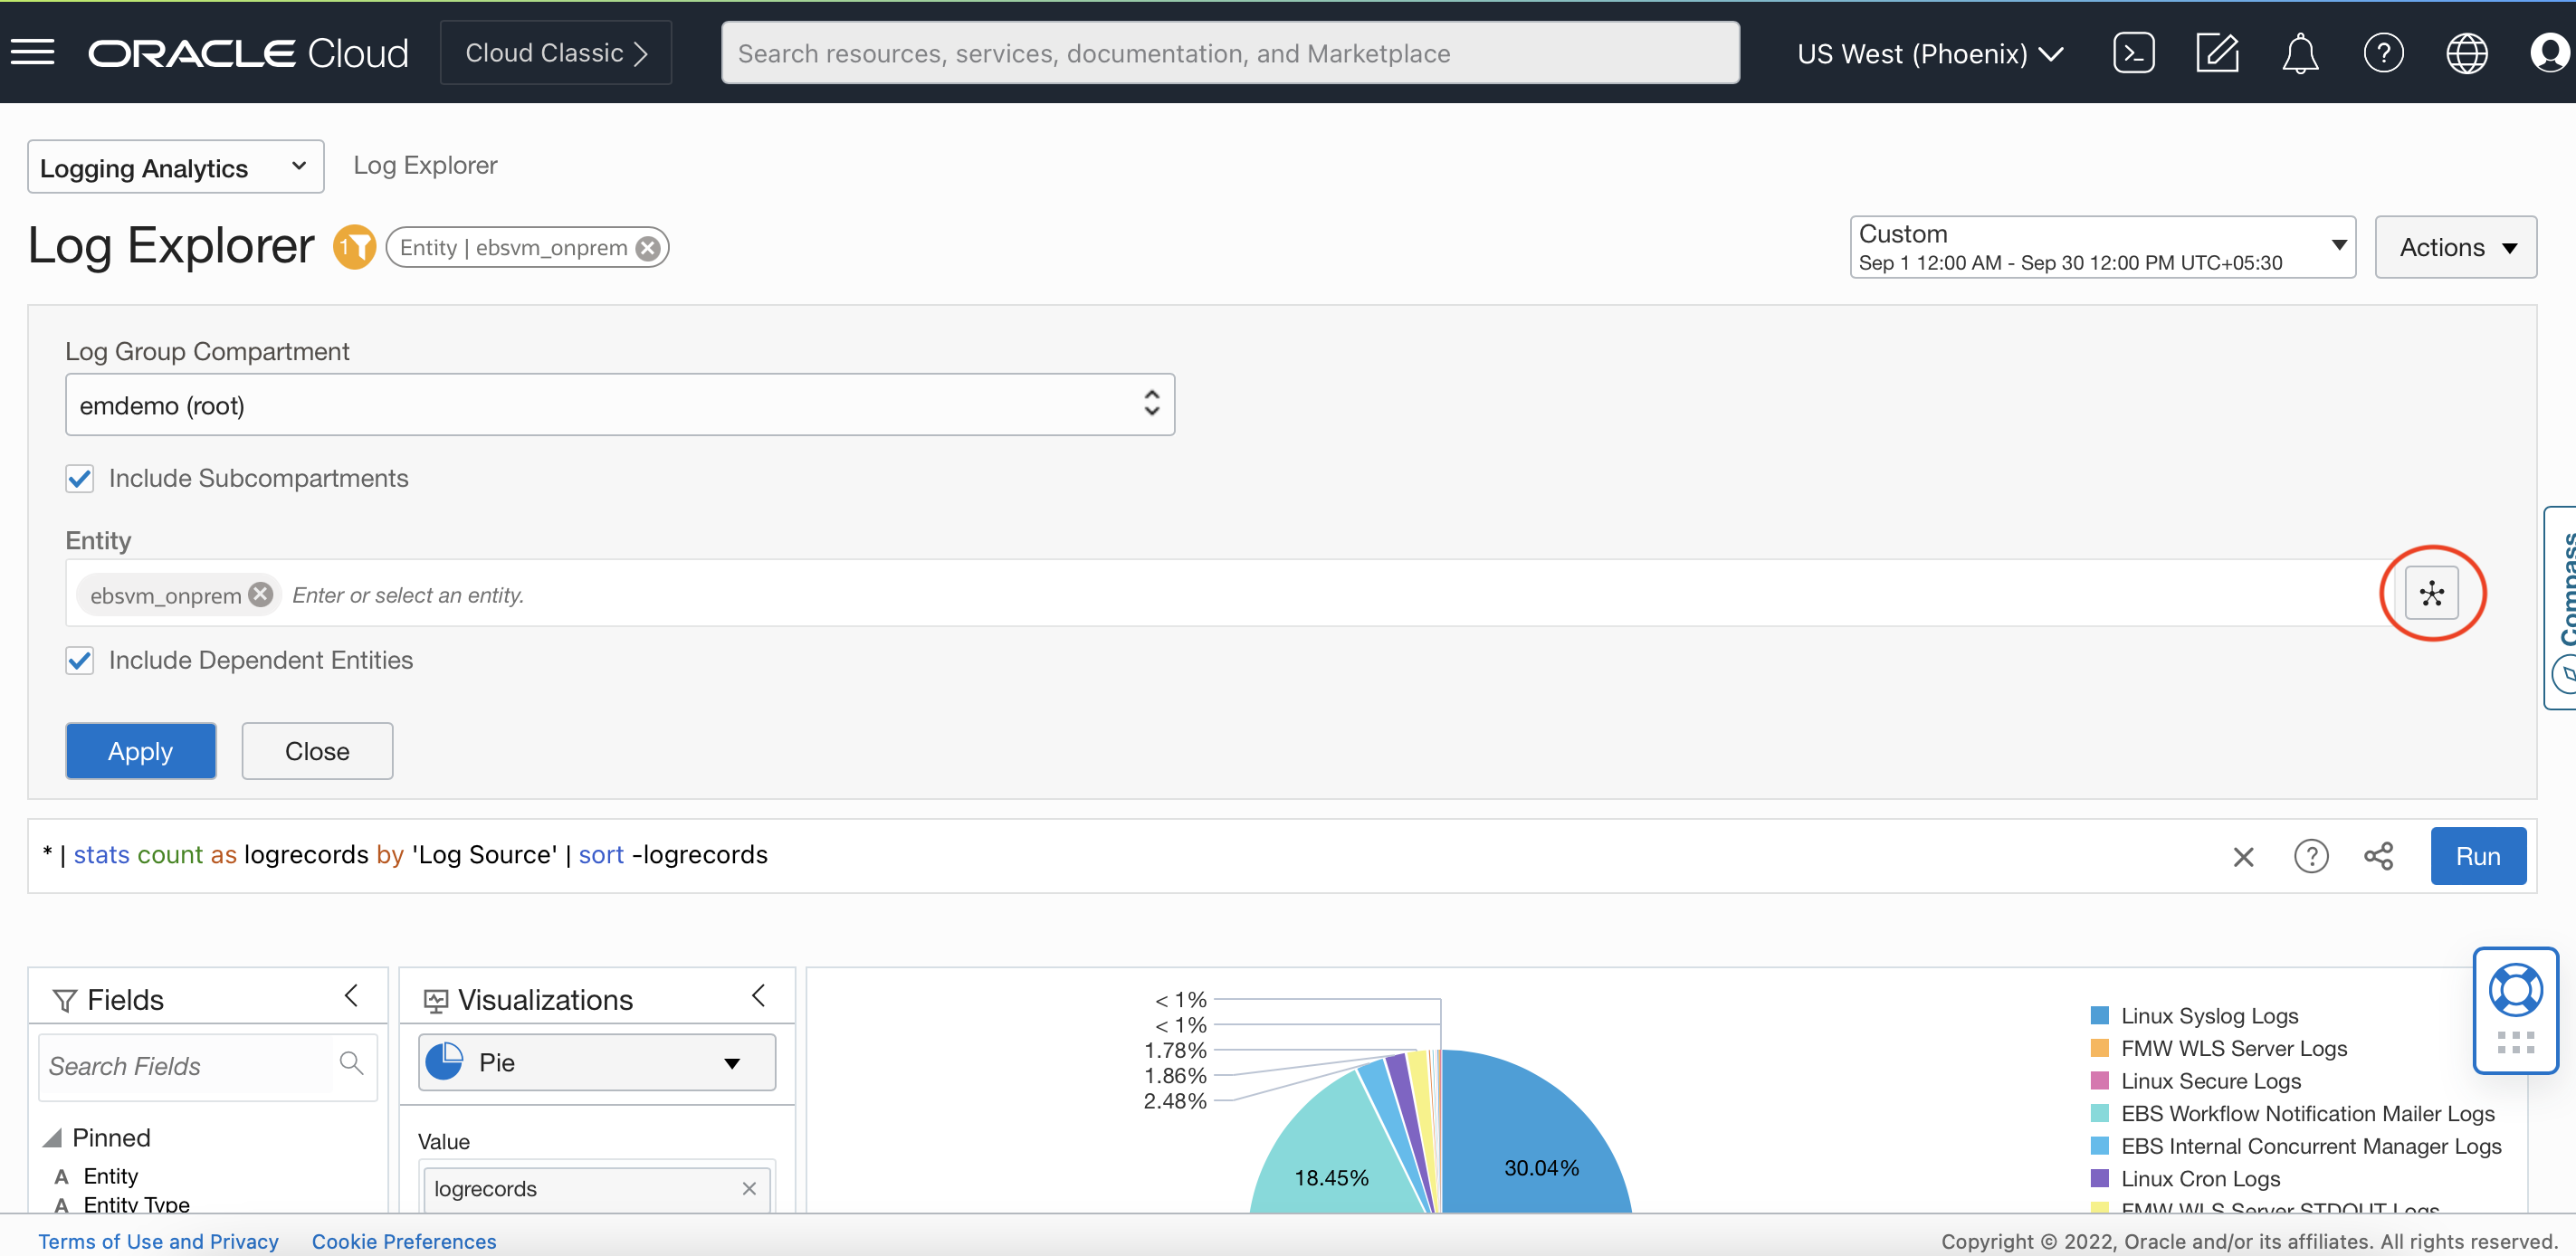 ORACLE Cloud
Cloud Classic
Search resources, services, documentation, and Marketplace
US West (Phoenix)
Logging Analytics
Log Explorer
Log Explorer
1
Entity | ebsvm_onprem
Custom
Sep 1 12:00 AM - Sep 30 12:00 PM UTC+05:30
Actions
Log Group Compartment
emdemo (root)
Include Subcompartments
Entity
ebsvm_onprem
Enter or select an entity.
Include Dependent Entities
Compass
Apply
Close
* | stats count as logrecords by 'Log Source' | sort -logrecords
Run
Fields
Search Fields
Pinned
A Entity
A Entity Type
Visualizations
Pie
Value
logrecords
< 1%
< 1%
1.78%
1.86%
2.48%
18.45%
30.04%
Linux Syslog Logs
FMW WLS Server Logs
Linux Secure Logs
EBS Workflow Notification Mailer Logs
EBS Internal Concurrent Manager Logs
Linux Cron Logs
FMW WLS Server STDOUT Logs
Terms of Use and Privacy
Cookie Preferences
Copyright © 2022, Oracle and/or its affiliates. All rights reserved.